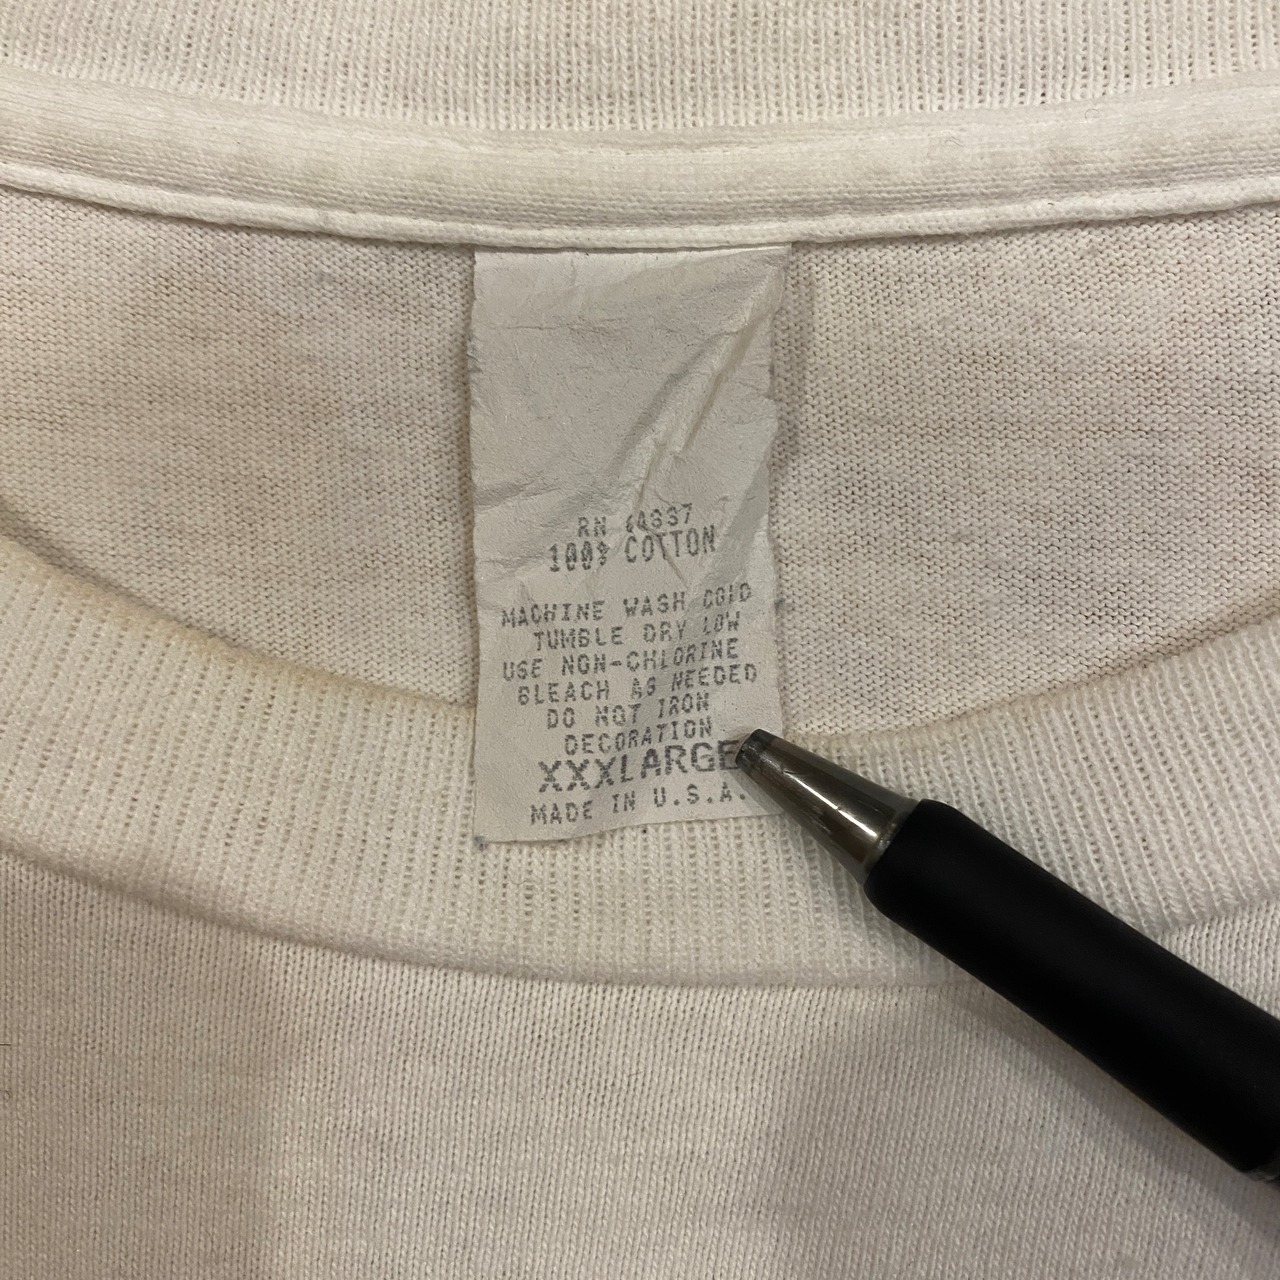 RN
100% COTTON
MACHINE WASH COLD
TUMBLE DRY LOW
USE NON-CHLORINE
BLEACH AS NEEDED
DO NOT IRON
DECORATION
XXXLARGE
MADE IN U.S.A.